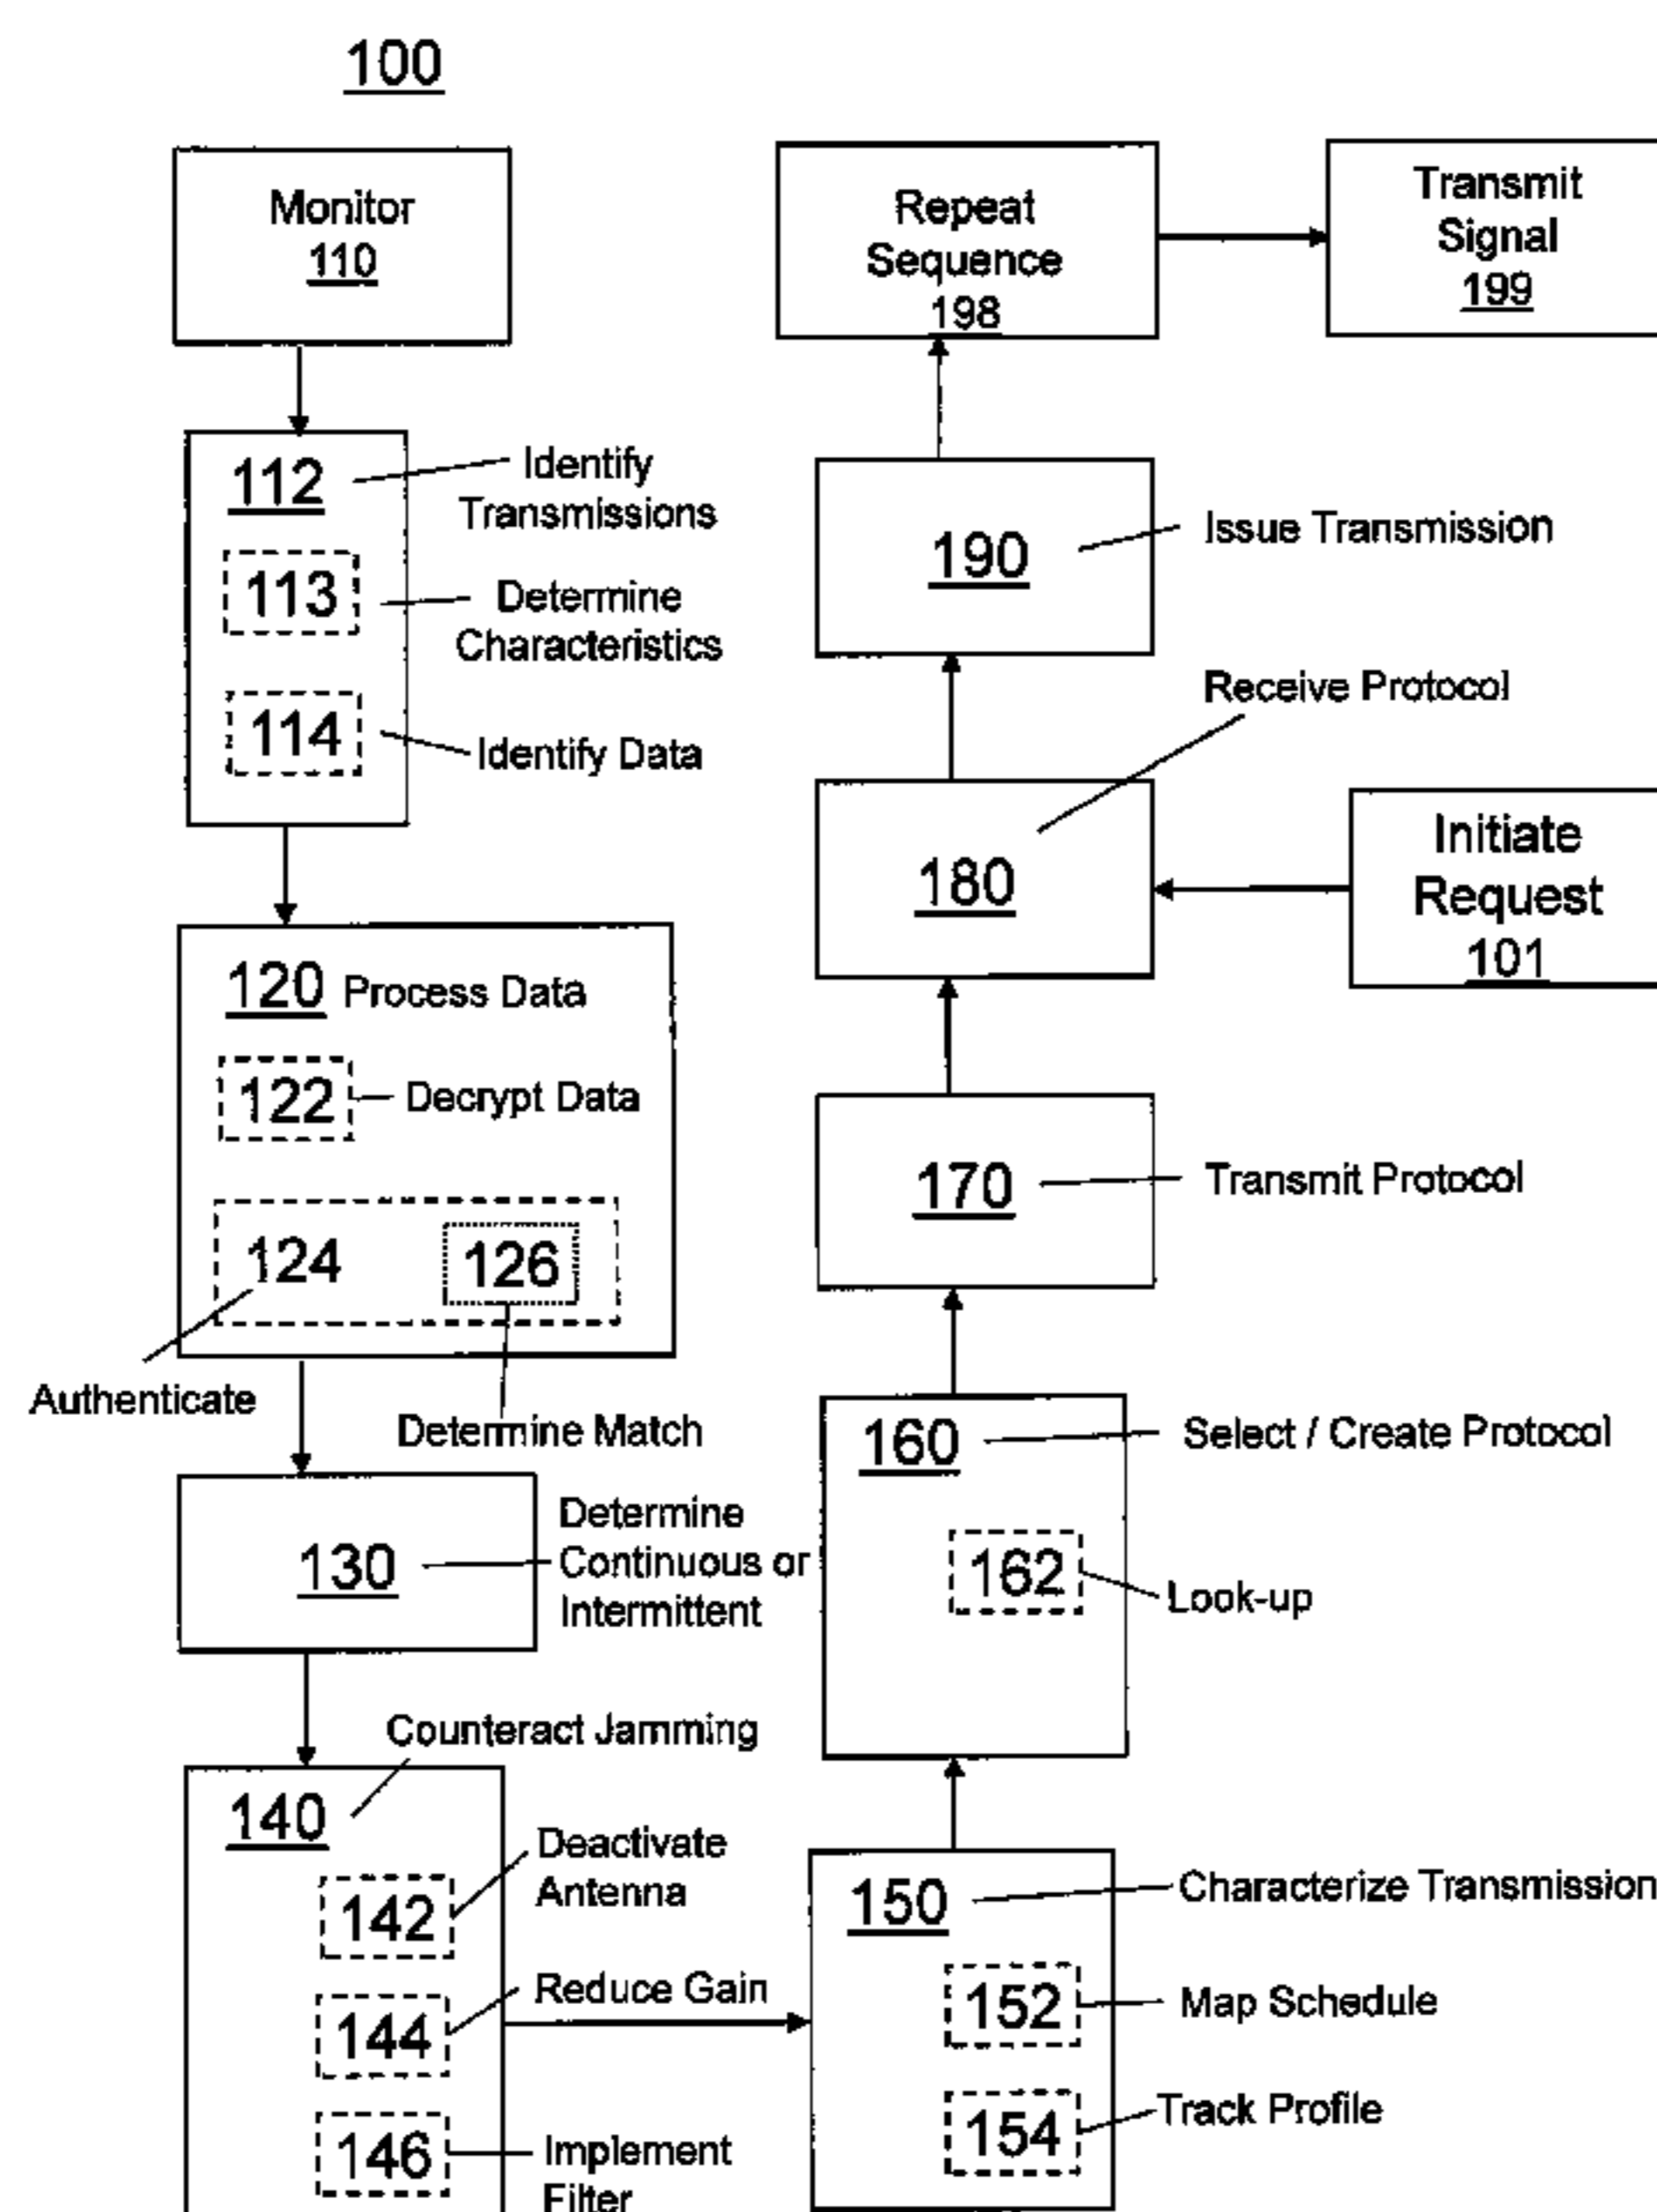 100
Monitor
110
112
Identify
Transmissions
113
Determine
Characteristics
114
Identify Data
120 Process Data
122
Decrypt Data
124
126
Authenticate
Determine Match
130
Determine
Continuous or
Intermittent
Counteract Jamming
140
Deactivate
Antenna
142
Reduce Gain
144
146
Implement
Filter
Repeat
Sequence
198
Transmit
Signal
199
190
Issue Transmission
Receive Protocol
180
Initiate
Request
101
170
Transmit Protocol
160
Select / Create Protocol
162
Look-up
150
Characterize Transmission
152
Map Schedule
154
Track Profile